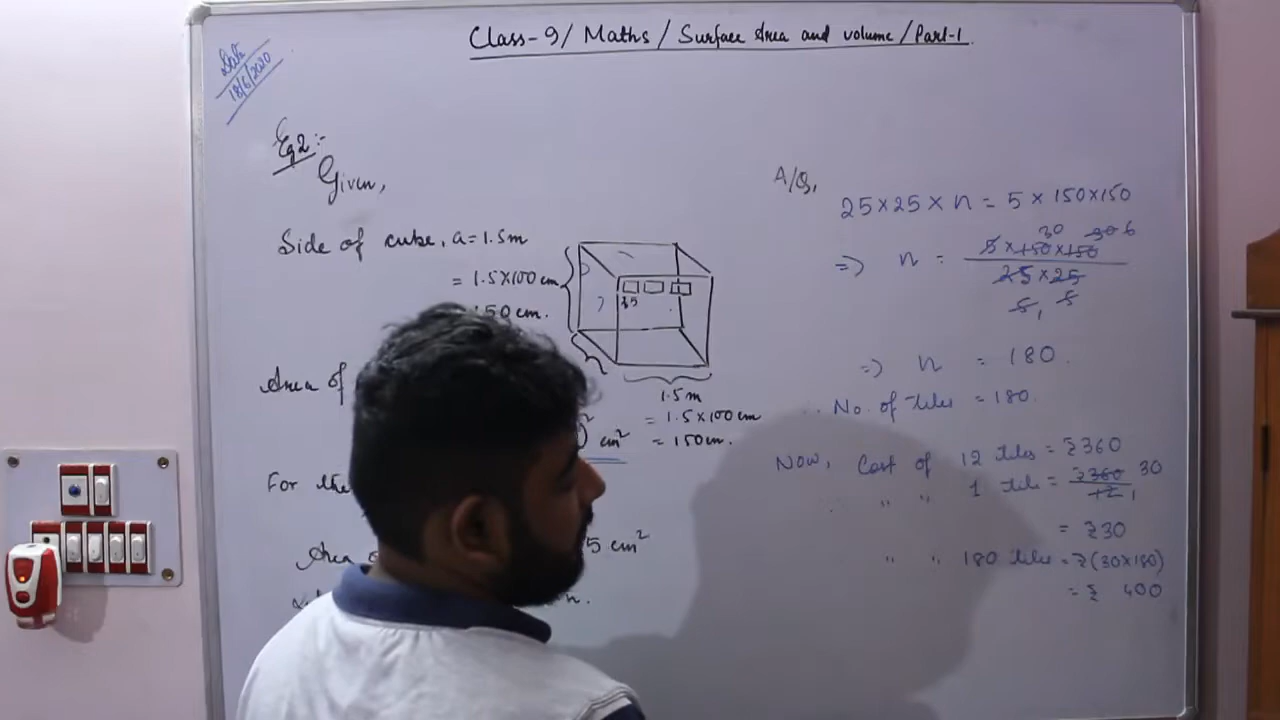 Class-9/ Maths/ Surface Area and volume/Part-1
Date
18/6/2020
Eg2:-
Given,
Side of cube, a=1.5m
= 1.5×100 cm
50 cm.
Area of
cm²
For the
Area
5 cm²
25
1.5m
= 1.5×100 cm
= 150cm.
A/Q,
25×25×n = 5×150×150
30 30 6
=> n = 5×150×150
25×25
5, 5
=> n = 180.
∴ No. of tiles = 180.
Now, Cost of 12 tiles = ₹360
" " 1 tile = ₹360 30
12 1
= ₹30
" " 180 tiles = ₹(30×180)
= ₹ 400